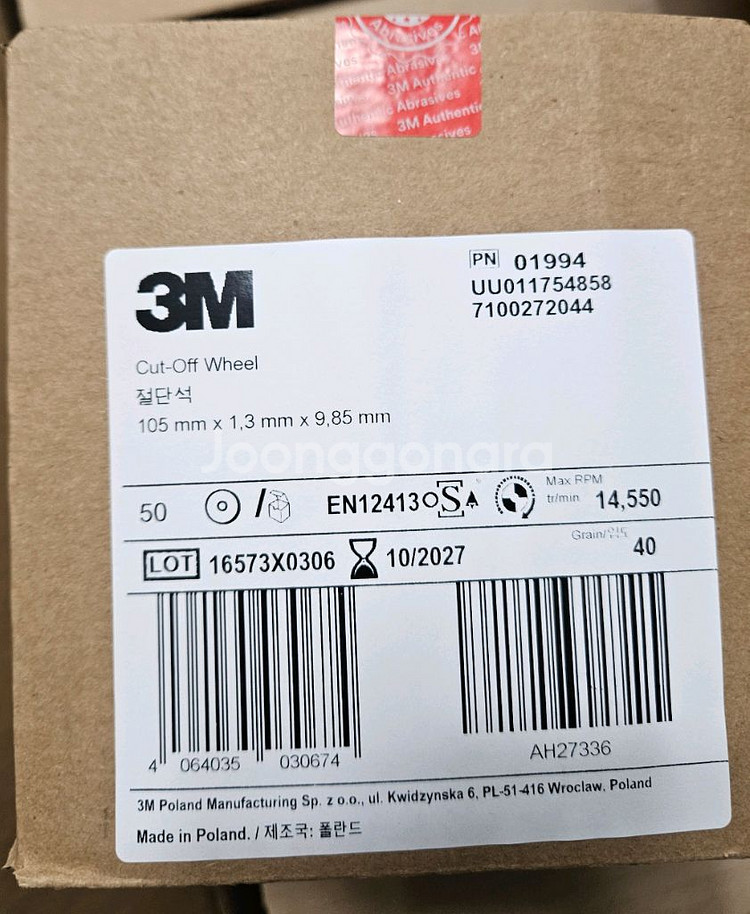 Abrasives
3M Authentic
Abrasives
3M Authentic
3M
PN 01994
UU011754858
7100272044
Cut-Off Wheel
절단석
105 mm x 1,3 mm x 9,85 mm
Joonggonara
50 / EN12413 O S Max RPM
tr/min. 14,550
Grain/입도
LOT 16573X0306 10/2027 40
4 064035 030674
AH27336
3M Poland Manufacturing Sp. z o.o., ul. Kwidzynska 6, PL-51-416 Wroclaw, Poland
Made in Poland. / 제조국: 폴란드